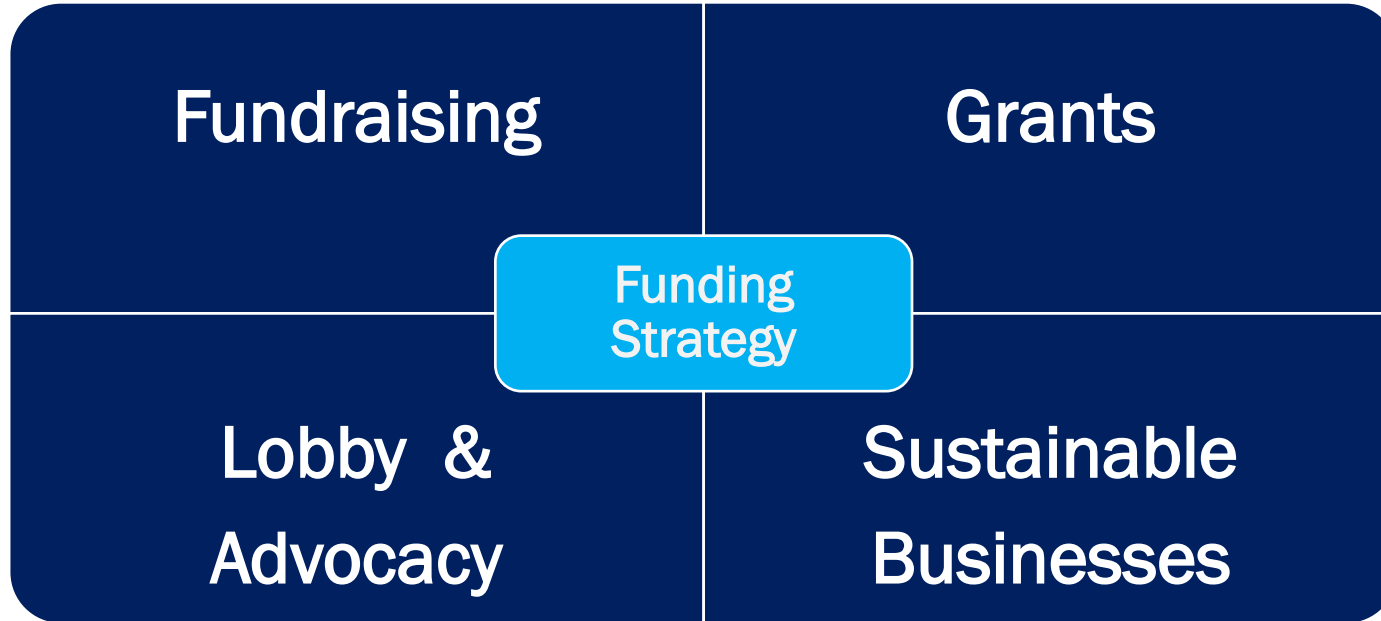 Fundraising
Grants
Funding
Strategy
Lobby &
Advocacy
Sustainable
Businesses